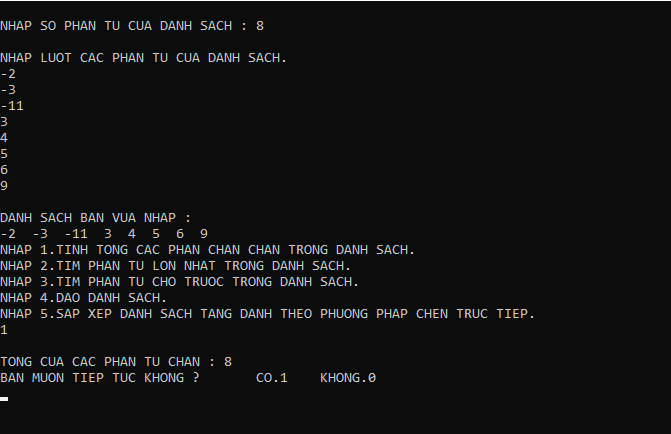 NHAP SO PHAN TU CUA DANH SACH : 8
NHAP LUOT CAC PHAN TU CUA DANH SACH.
-2
-3
-11
3
4
5
6
9
DANH SACH BAN VUA NHAP :
-2  -3  -11  3  4  5  6  9
NHAP 1.TINH TONG CAC PHAN CHAN CHAN TRONG DANH SACH.
NHAP 2.TIM PHAN TU LON NHAT TRONG DANH SACH.
NHAP 3.TIM PHAN TU CHO TRUOC TRONG DANH SACH.
NHAP 4.DAO DANH SACH.
NHAP 5.SAP XEP DANH SACH TANG DANH THEO PHUONG PHAP CHEN TRUC TIEP.
1
TONG CUA CAC PHAN TU CHAN : 8
BAN MUON TIEP TUC KHONG ?       CO.1    KHONG.0